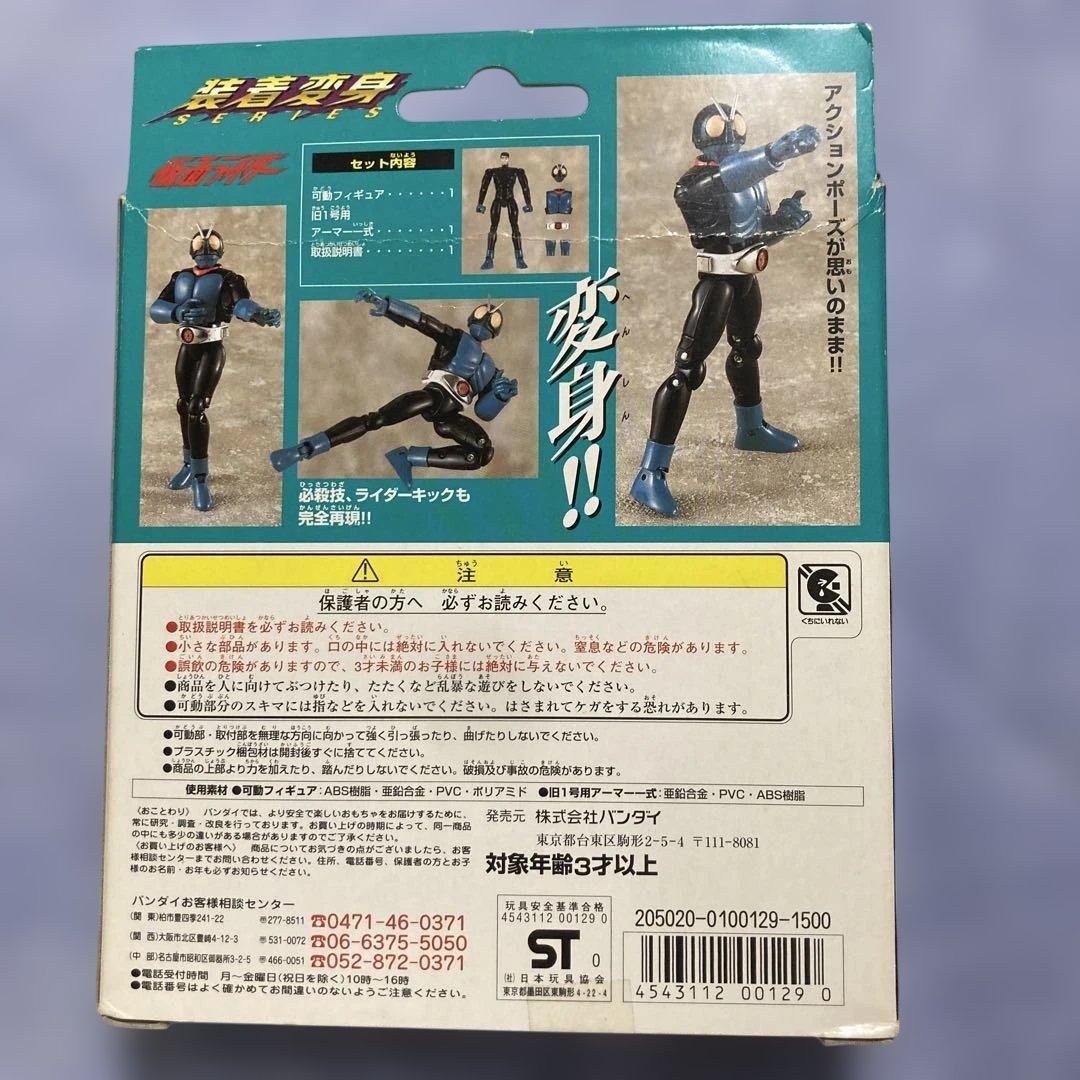 装着変身
SERIES
仮面ライダー
セット内容
可動フィギュア・・・・・・1
旧1号用
アーマー一式・・・・・・・1
取扱説明書・・・・・・・・1
アクションポーズが思いのまま!!
変身!!
へんしん
必殺技、ライダーキックも
完全再現!!
⚠ 注意
保護者の方へ 必ずお読みください。
●取扱説明書を必ずお読みください。
●小さな部品があります。口の中には絶対に入れないでください。窒息などの危険があります。
●誤飲の危険がありますので、3才未満のお子様には絶対に与えないでください。
●商品を人に向けてぶつけたり、たたくなど乱暴な遊びをしないでください。
●可動部分のスキマには指などを入れないでください。はさまれてケガをする恐れがあります。
くちにいれない
●可動部・取付部を無理な方向に向かって強く引っ張ったり、曲げたりしないでください。
●プラスチック梱包材は開封後すぐに捨ててください。
●商品の上部より力を加えたり、踏んだりしないでください。破損及び事故の危険があります。
使用素材 ●可動フィギュア:ABS樹脂・亜鉛合金・PVC・ポリアミド ●旧1号用アーマー一式:亜鉛合金・PVC・ABS樹脂
〈おことわり〉 バンダイでは、より安全で楽しいおもちゃをお届けするために、
常に研究・調査・改良を行っております。お買い上げの時期によって、同一商品
の中にも多少の違いがある場合がありますのでご了承ください。
〈お買い上げのお客様へ〉 商品についてお気づきの点がございましたら、お客
様相談センターまでお問い合わせください。住所、電話番号、保護者の方とお子
様のお名前・お年も必ずお知らせください。
発売元 株式会社バンダイ
東京都台東区駒形2-5-4 〒111-8081
対象年齢3才以上
バンダイお客様相談センター
(関 東)柏市豊四季241-22 〒277-8511 ☎0471-46-0371
(関 西)大阪市北区豊崎4-12-3 〒531-0072 ☎06-6375-5050
(中 部)名古屋市昭和区御器所3-2-5 〒466-0051 ☎052-872-0371
●電話受付時間 月~金曜日(祝日を除く)10時~16時
●電話番号はよく確かめてお間違いのないようご注意ください。
玩具安全基準合格
4543112 00129 0
ST 0
(社)日本玩具協会
東京都墨田区東駒形4-22-4
205020-0100129-1500
4543112 00129 0